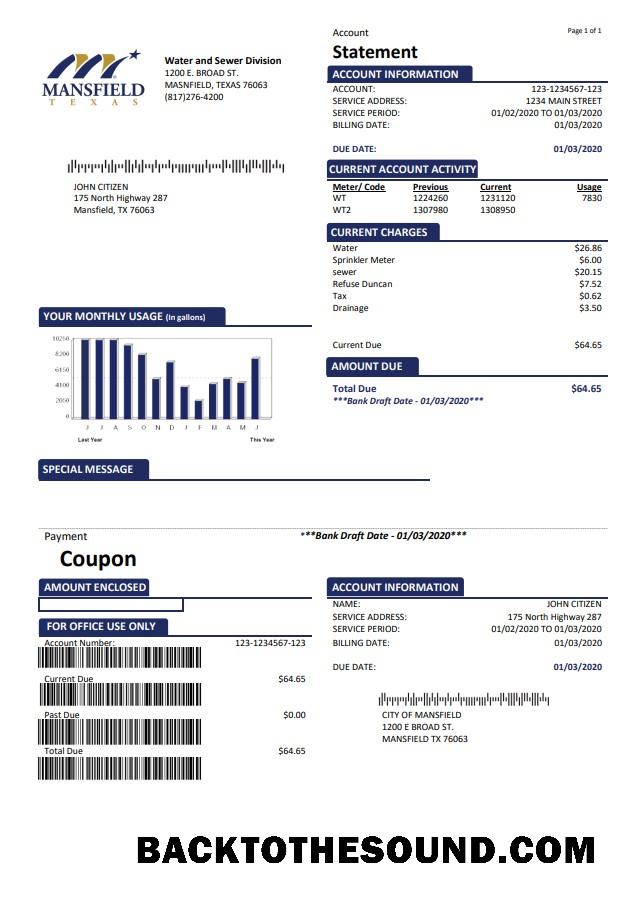 Account
Page 1 of 1
Statement
MANSFIELD
T E X A S
Water and Sewer Division
1200 E. BROAD ST.
MASNFIELD, TEXAS 76063
(817)276-4200
ACCOUNT INFORMATION
ACCOUNT: 123-1234567-123
SERVICE ADDRESS: 1234 MAIN STREET
SERVICE PERIOD: 01/02/2020 TO 01/03/2020
BILLING DATE: 01/03/2020
DUE DATE: 01/03/2020
JOHN CITIZEN
175 North Highway 287
Mansfield, TX 76063
CURRENT ACCOUNT ACTIVITY
Meter/ Code Previous Current Usage
WT 1224260 1231120 7830
WT2 1307980 1308950
CURRENT CHARGES
Water $26.86
Sprinkler Meter $6.00
sewer $20.15
Refuse Duncan $7.52
Tax $0.62
Drainage $3.50
Current Due $64.65
AMOUNT DUE
Total Due $64.65
***Bank Draft Date - 01/03/2020***
YOUR MONTHLY USAGE (In gallons)
10250
8200
6150
4100
2050
0
J J A S O N D J F M A M J
Last Year This Year
SPECIAL MESSAGE
Payment
***Bank Draft Date - 01/03/2020***
Coupon
AMOUNT ENCLOSED
FOR OFFICE USE ONLY
Account Number: 123-1234567-123
Current Due $64.65
Past Due $0.00
Total Due $64.65
ACCOUNT INFORMATION
NAME: JOHN CITIZEN
SERVICE ADDRESS: 175 North Highway 287
SERVICE PERIOD: 01/02/2020 TO 01/03/2020
BILLING DATE: 01/03/2020
DUE DATE: 01/03/2020
CITY OF MANSFIELD
1200 E BROAD ST.
MANSFIELD TX 76063
BACKTOTHESOUND.COM